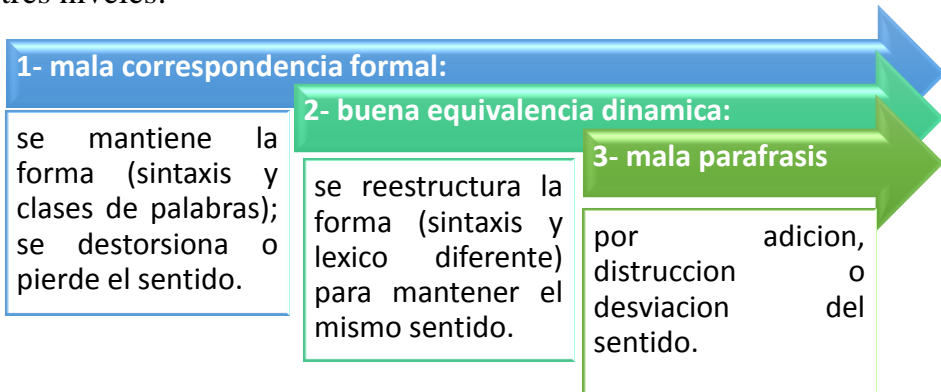 tres niveles:
1- mala correspondencia formal:
se mantiene la
forma (sintaxis y
clases de palabras);
se destorsiona o
pierde el sentido.
2- buena equivalencia dinamica:
se reestructura la
forma (sintaxis y
lexico diferente)
para mantener el
mismo sentido.
3- mala parafrasis
por adicion,
distruccion o
desviacion del
sentido.